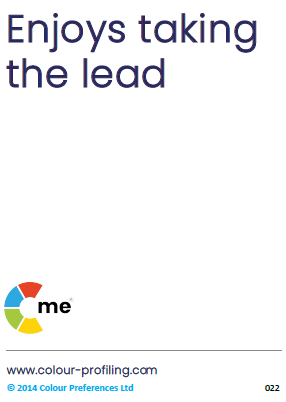 Enjoys taking
the lead
me
www.colour-profiling.com
© 2014 Colour Preferences Ltd 022